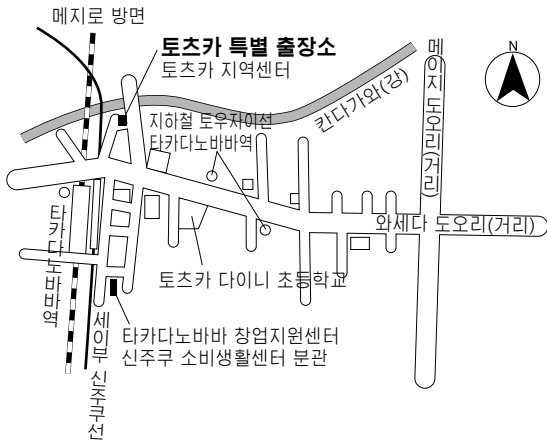 메지로 방면
토츠카 특별 출장소
토츠카 지역센터
N
메이지 도오리(거리)
칸다가와(강)
지하철 토우자이선
타카다노바바역
와세다 도오리(거리)
타카다노바바역
토츠카 다이니 초등학교
타카다노바바 창업지원센터
신주쿠 소비생활센터 분관
세이부 신주쿠선